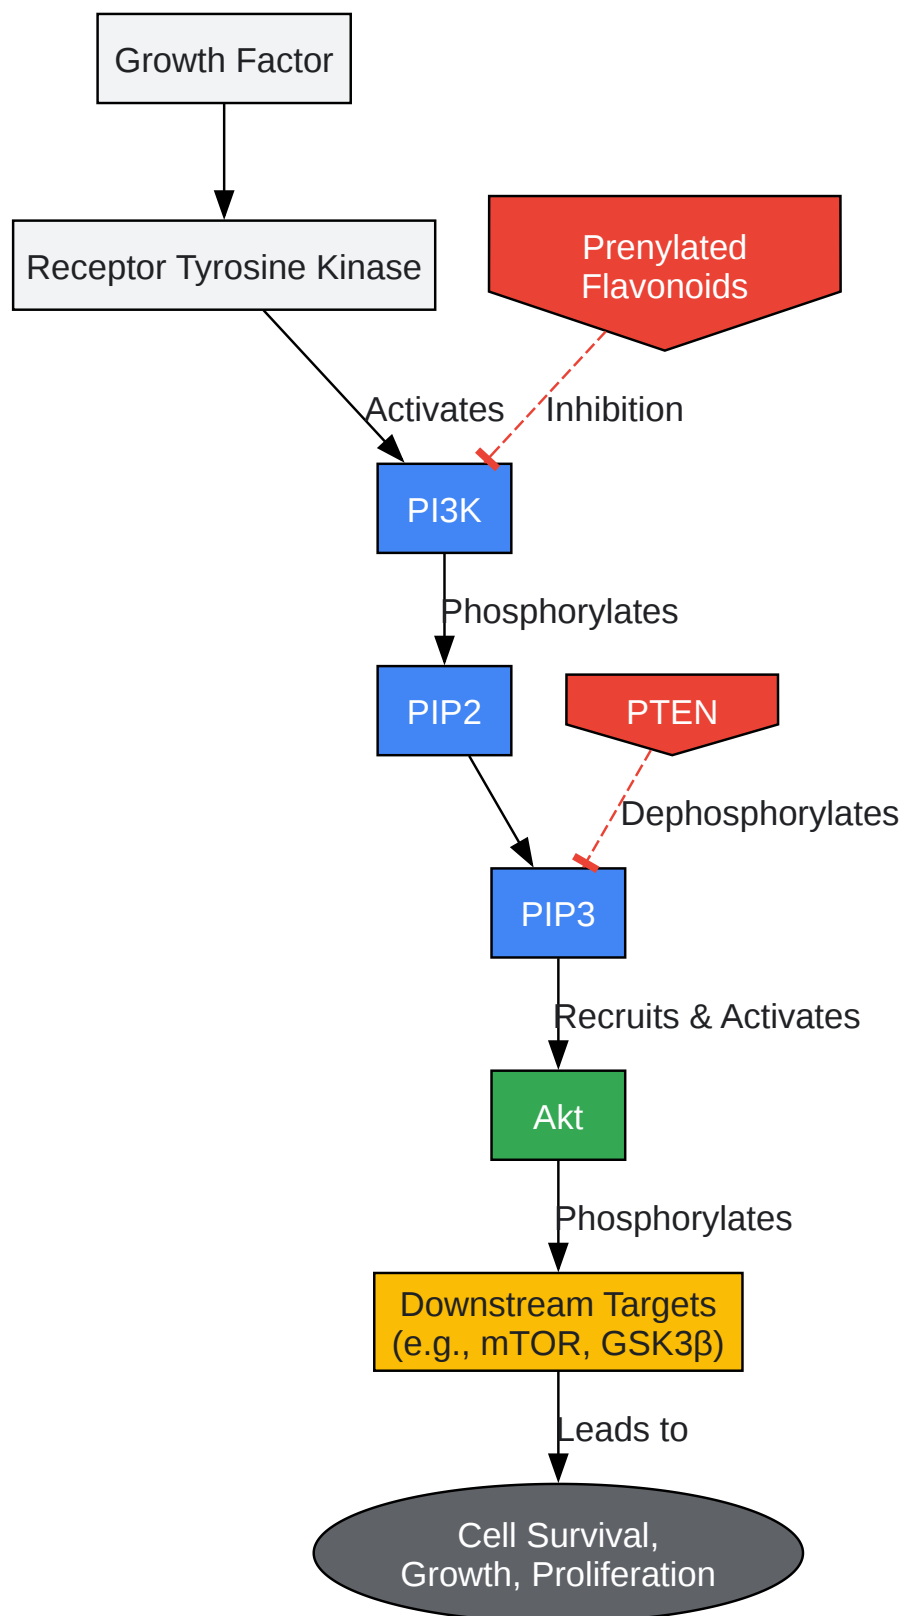 Growth Factor
Receptor Tyrosine Kinase
Prenylated
Flavonoids
Activates
Inhibition
PI3K
Phosphorylates
PIP2
PTEN
Dephosphorylates
PIP3
Recruits & Activates
Akt
Phosphorylates
Downstream Targets
(e.g., mTOR, GSK3β)
Leads to
Cell Survival,
Growth, Proliferation